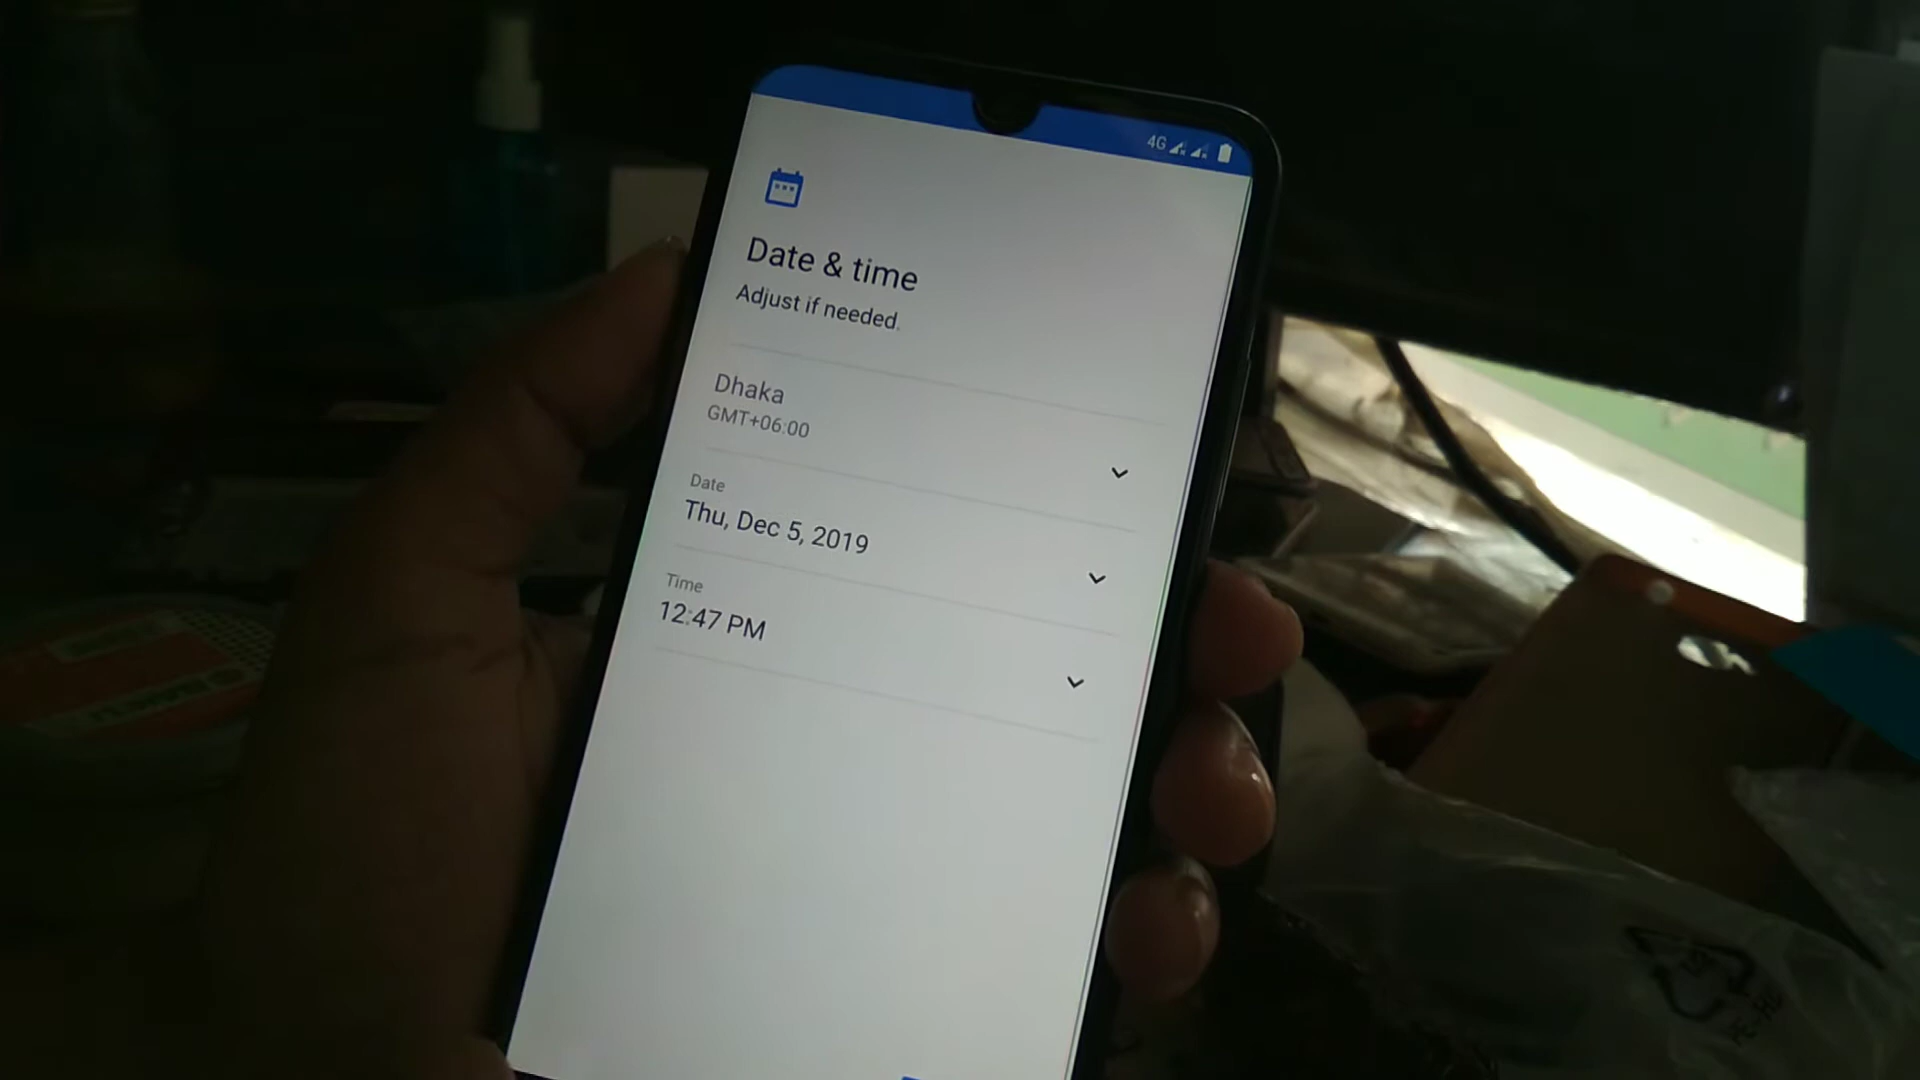 4G
Date & time
Adjust if needed.
Dhaka
GMT+06:00
Date
Thu, Dec 5, 2019
Time
12:47 PM